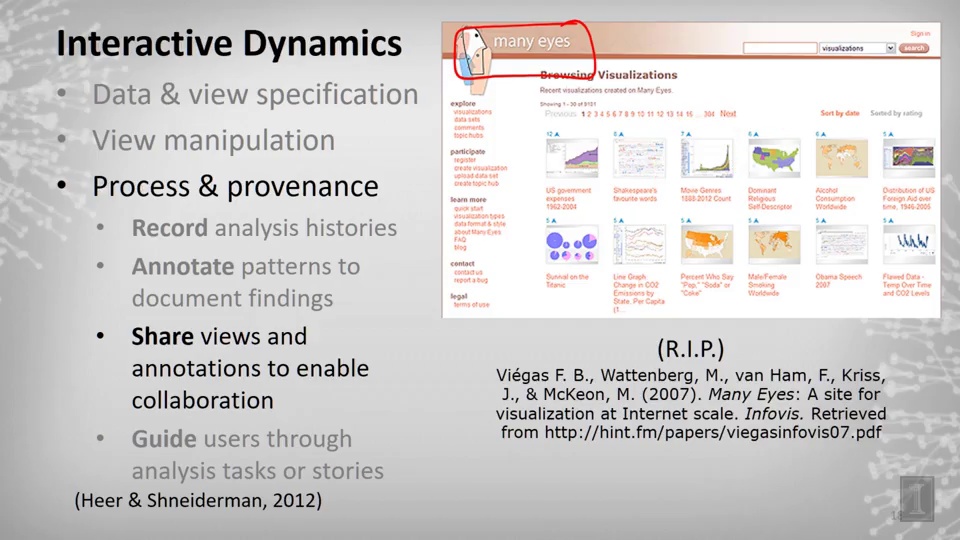 Interactive Dynamics
• Data & view specification
• View manipulation
• Process & provenance
• Record analysis histories
• Annotate patterns to
document findings
• Share views and
annotations to enable
collaboration
• Guide users through
analysis tasks or stories
(Heer & Shneiderman, 2012)
many eyes
Sign in
visualizations
search
Browsing Visualizations
Recent visualizations created on Many Eyes.
Showing 1 - 30 of 9101
Previous 1 2 3 4 5 6 7 8 9 10 11 12 13 14 15 ... 304 Next
Sort by date Sorted by rating
explore
visualizations
data sets
comments
topic hubs
participate
register
create visualization
upload data set
create topic hub
learn more
quick start
visualization types
data format & style
about Many Eyes
FAQ
blog
contact
contact us
report a bug
legal
terms of use
US government
expenses
1962-2004
Shakespeare's
favourite words
Movie Genres
1888-2012 Count
Dominant
Religious
Self-Descriptor
Alcohol
Consumption
Worldwide
Distribution of US
Foreign Aid over
time, 1946-2005
Survival on the
Titanic
Line Graph:
Change in CO2
Emissions by
State, Per Capita
(1...
Percent Who Say
"Pop," "Soda" or
"Coke"
Male/Female
Smoking
Worldwide
Obama Speech
2007
Flawed Data -
Temp Over Time
and CO2 Levels
(R.I.P.)
Viégas F. B., Wattenberg, M., van Ham, F., Kriss,
J., & McKeon, M. (2007). Many Eyes: A site for
visualization at Internet scale. Infovis. Retrieved
from http://hint.fm/papers/viegasinfovis07.pdf